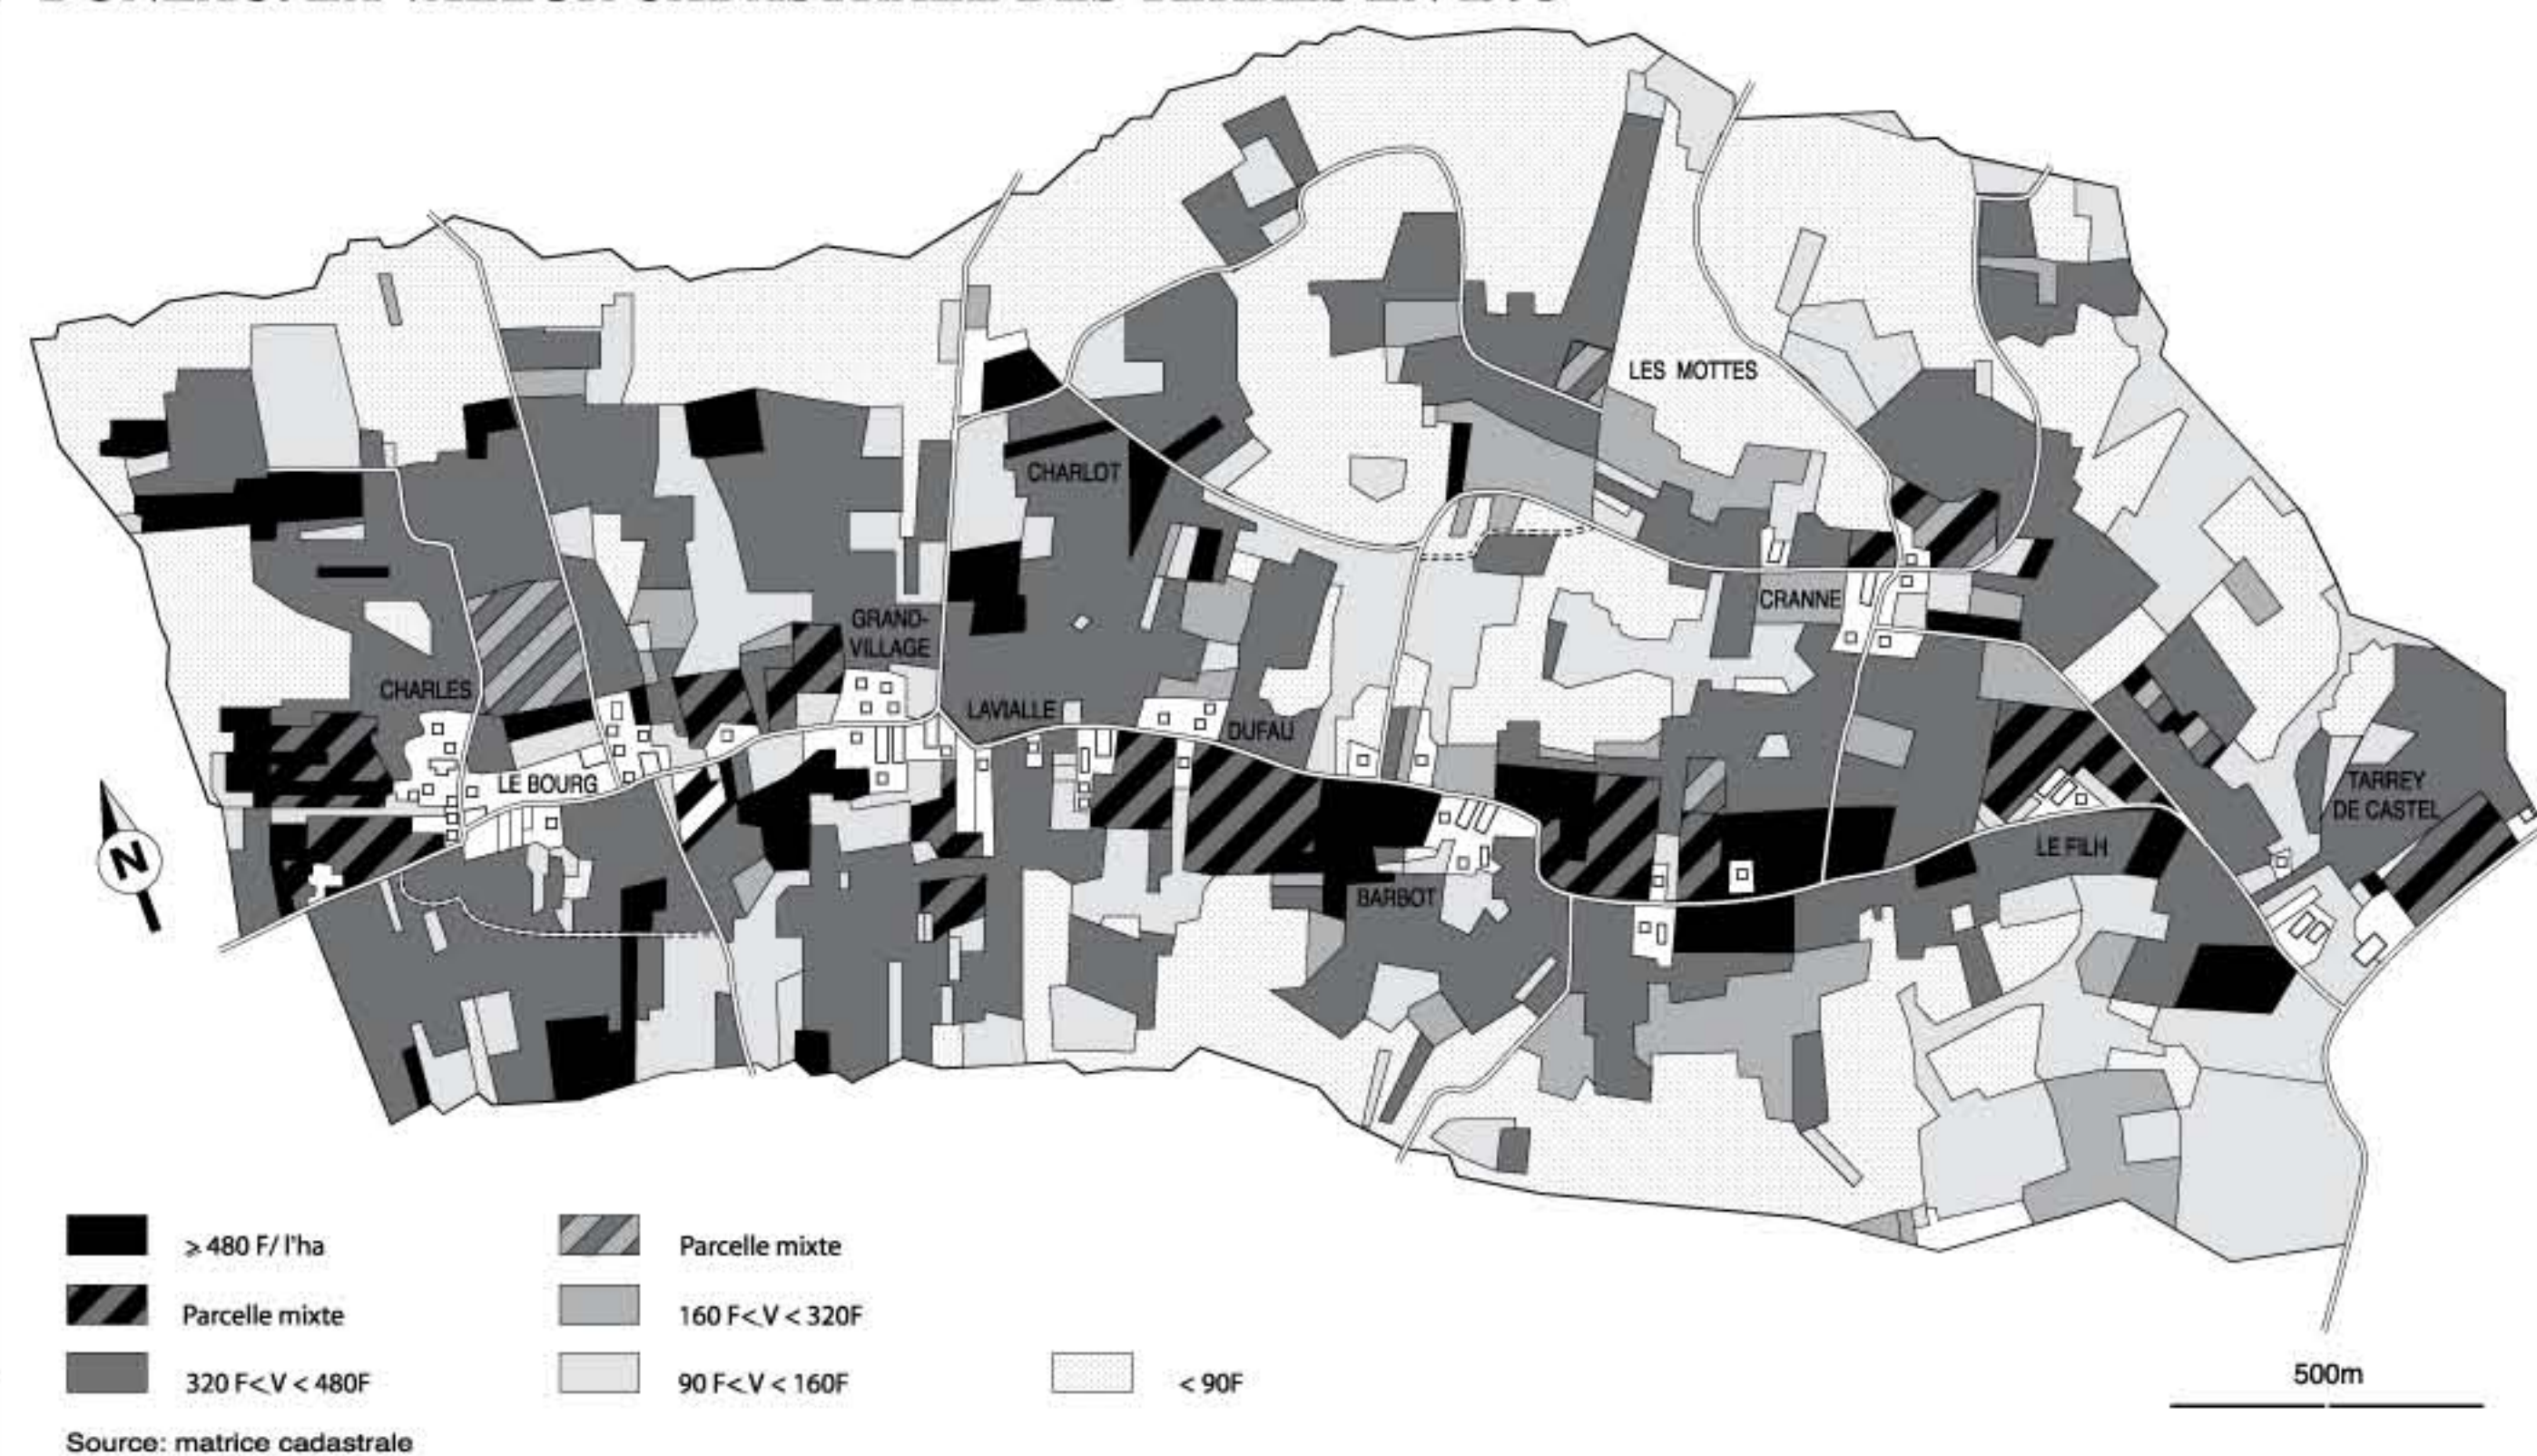 LES MOTTES
CHARLOT
CRANNE
GRAND-
VILLAGE
CHARLES
LAVIALLE
DUFAU
LE BOURG
TARREY
DE CASTEL
LE FILH
BARBOT
N
⩾ 480 F/ l'ha
Parcelle mixte
320 F<V < 480F
Parcelle mixte
160 F<V < 320F
90 F<V < 160F
< 90F
500m
Source: matrice cadastrale